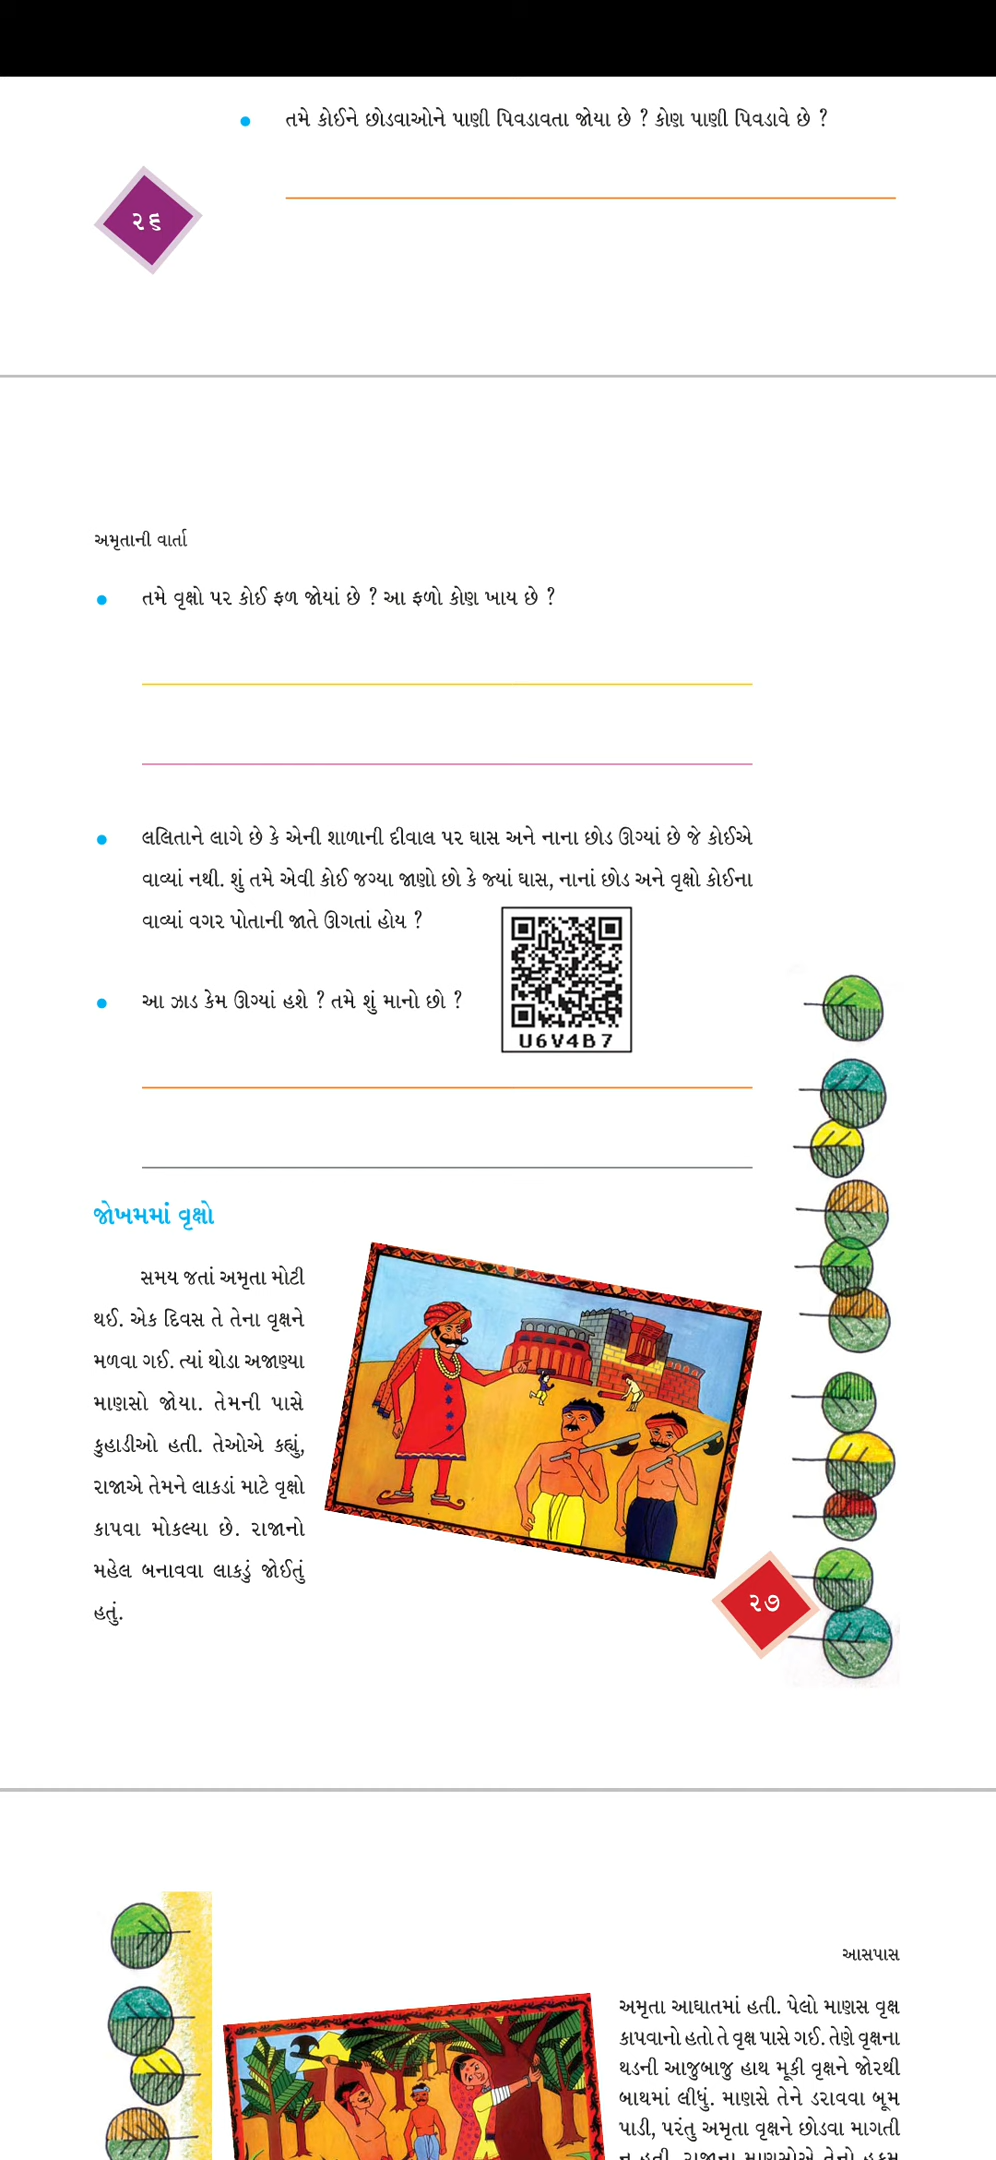 તમે કોઈને છોડવાઓને પાણી પિવડાવતા જોયા છે ? કોણ પાણી પિવડાવે છે ?
૨૬
અમૃતાની વાર્તા
તમે વૃક્ષો પર કોઈ ફળ જોયાં છે ? આ ફળો કોણ ખાય છે ?
લલિતાને લાગે છે કે એની શાળાની દીવાલ પર ઘાસ અને નાના છોડ ઊગ્યાં છે જે કોઈએ
વાવ્યાં નથી. શું તમે એવી કોઈ જગ્યા જાણો છો કે જ્યાં ઘાસ, નાનાં છોડ અને વૃક્ષો કોઈના
વાવ્યાં વગર પોતાની જાતે ઊગતાં હોય ?
આ ઝાડ કેમ ઊગ્યાં હશે ? તમે શું માનો છો ?
U6V4B7
જોખમમાં વૃક્ષો
સમય જતાં અમૃતા મોટી
થઈ. એક દિવસ તે તેના વૃક્ષને
મળવા ગઈ. ત્યાં થોડા અજાણ્યા
માણસો જોયા. તેમની પાસે
કુહાડીઓ હતી. તેઓએ કહ્યું,
રાજાએ તેમને લાકડાં માટે વૃક્ષો
કાપવા મોકલ્યા છે. રાજાનો
મહેલ બનાવવા લાકડું જોઈતું
હતું.
૨૭
આસપાસ
અમૃતા આઘાતમાં હતી. પેલો માણસ વૃક્ષ
કાપવાનો હતો તે વૃક્ષ પાસે ગઈ. તેણે વૃક્ષના
થડની આજુબાજુ હાથ મૂકી વૃક્ષને જોરથી
બાથમાં લીધું. માણસે તેને ડરાવવા બૂમ
પાડી, પરંતુ અમૃતા વૃક્ષને છોડવા માગતી
ન હતી. રાજાના માણસોએ તેનો હુકમ